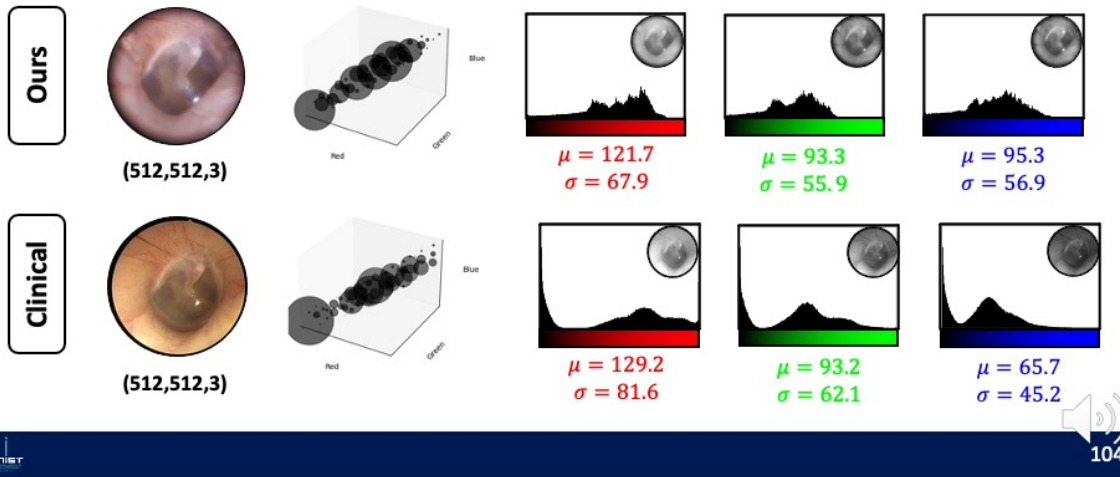 Ours
(512,512,3)
Blue
Green
Red
μ = 121.7
σ = 67.9
μ = 93.3
σ = 55.9
μ = 95.3
σ = 56.9
Clinical
(512,512,3)
Blue
Green
Red
μ = 129.2
σ = 81.6
μ = 93.2
σ = 62.1
μ = 65.7
σ = 45.2
104